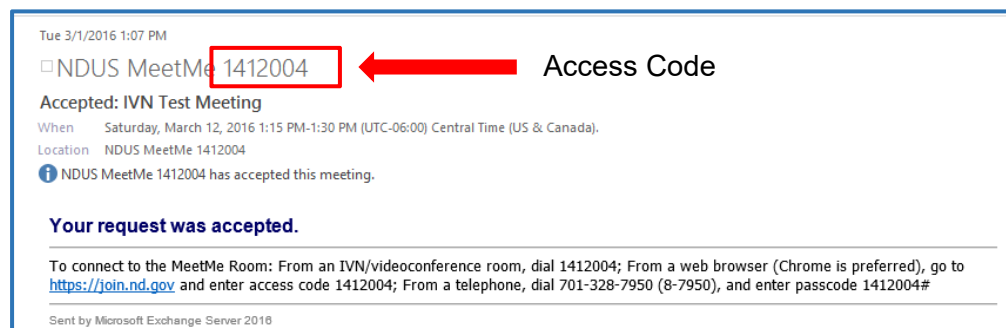 Tue 3/1/2016 1:07 PM
NDUS MeetMe 1412004
Access Code
Accepted: IVN Test Meeting
When Saturday, March 12, 2016 1:15 PM-1:30 PM (UTC-06:00) Central Time (US & Canada).
Location NDUS MeetMe 1412004
NDUS MeetMe 1412004 has accepted this meeting.
Your request was accepted.
To connect to the MeetMe Room: From an IVN/videoconference room, dial 1412004; From a web browser (Chrome is preferred), go to
https://join.nd.gov and enter access code 1412004; From a telephone, dial 701-328-7950 (8-7950), and enter passcode 1412004#
Sent by Microsoft Exchange Server 2016